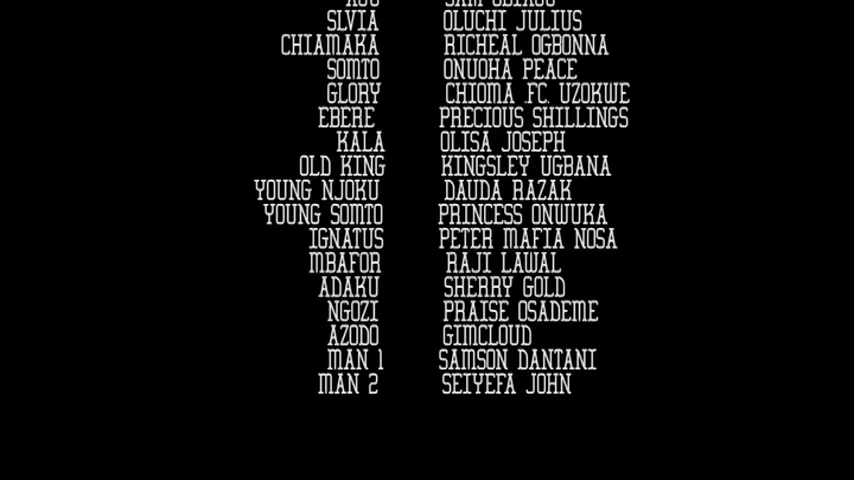 SLVIA OLUCHI JULIUS
CHIAMAKA RICHEAL OGBONNA
SOMTO ONUOHA PEACE
GLORY CHIOMA .F.C. UZOKWE
EBERE PRECIOUS SHILLINGS
KALA OLISA JOSEPH
OLD KING KINGSLEY UGBANA
YOUNG NJOKU DAUDA RAZAK
YOUNG SOMTO PRINCESS ONWUKA
IGNATUS PETER MAFIA NOSA
MBAFOR RAJI LAWAL
ADAKU SHERRY GOLD
NGOZI PRAISE OSADEME
AZODO GIMCLOUD
MAN 1 SAMSON DANTANI
MAN 2 SEIYEFA JOHN